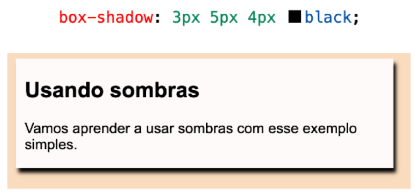 box-shadow: 3px 5px 4px black;
Usando sombras
Vamos aprender a usar sombras com esse exemplo
simples.